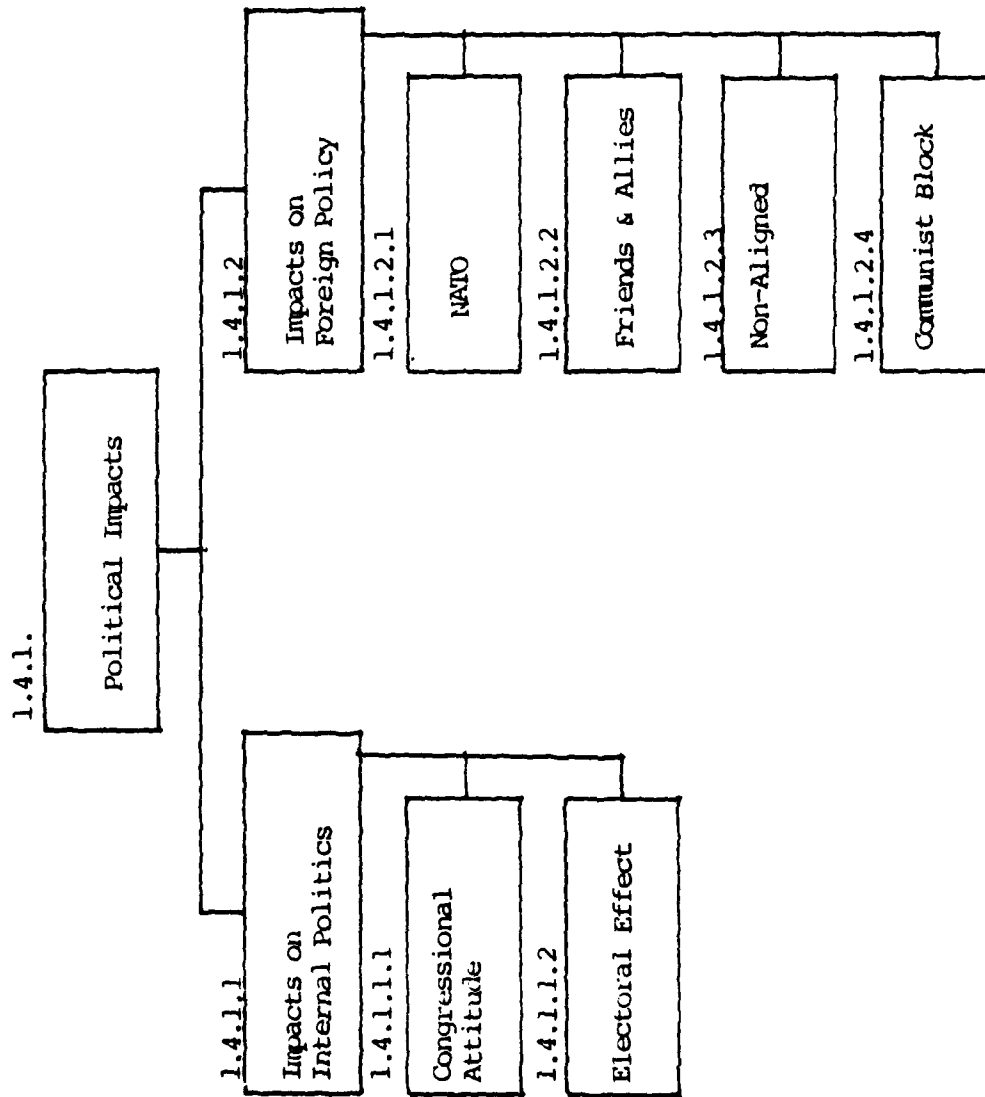 1.4.1.
Political Impacts
1.4.1.1
Impacts on
Internal Politics
1.4.1.1.1
Congressional
Attitude
1.4.1.1.2
Electoral Effect
1.4.1.2
Impacts on
Foreign Policy
1.4.1.2.1
NATO
1.4.1.2.2
Friends & Allies
1.4.1.2.3
Non-Aligned
1.4.1.2.4
Communist Block